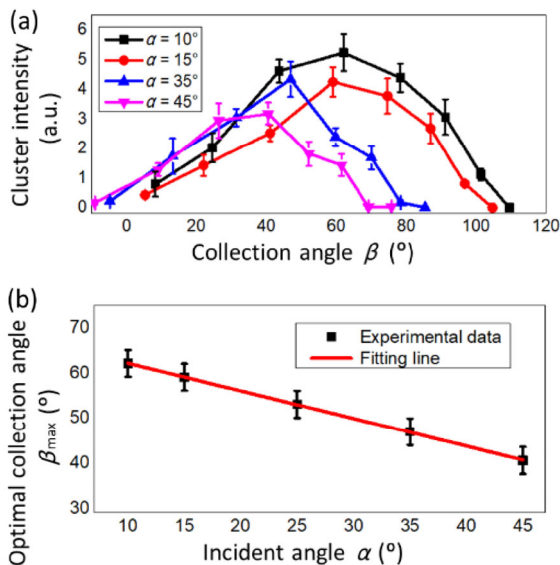 (a)
Cluster intensity
(a.u.)
6
5
4
3
2
1
0
α = 10°
α = 15°
α = 35°
α = 45°
0 20 40 60 80 100 120
Collection angle β (°)
(b)
Optimal collection angle
βmax (°)
70
60
50
40
30
Experimental data
Fitting line
10 15 20 25 30 35 40 45
Incident angle α (°)